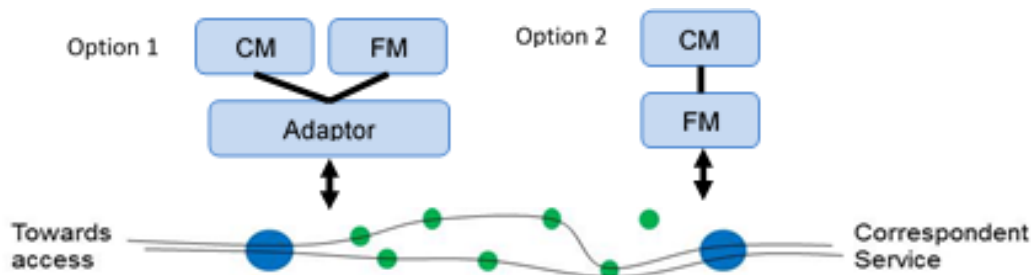 Option 1
CM
FM
Adaptor
Option 2
CM
FM
Towards
access
Correspondent
Service